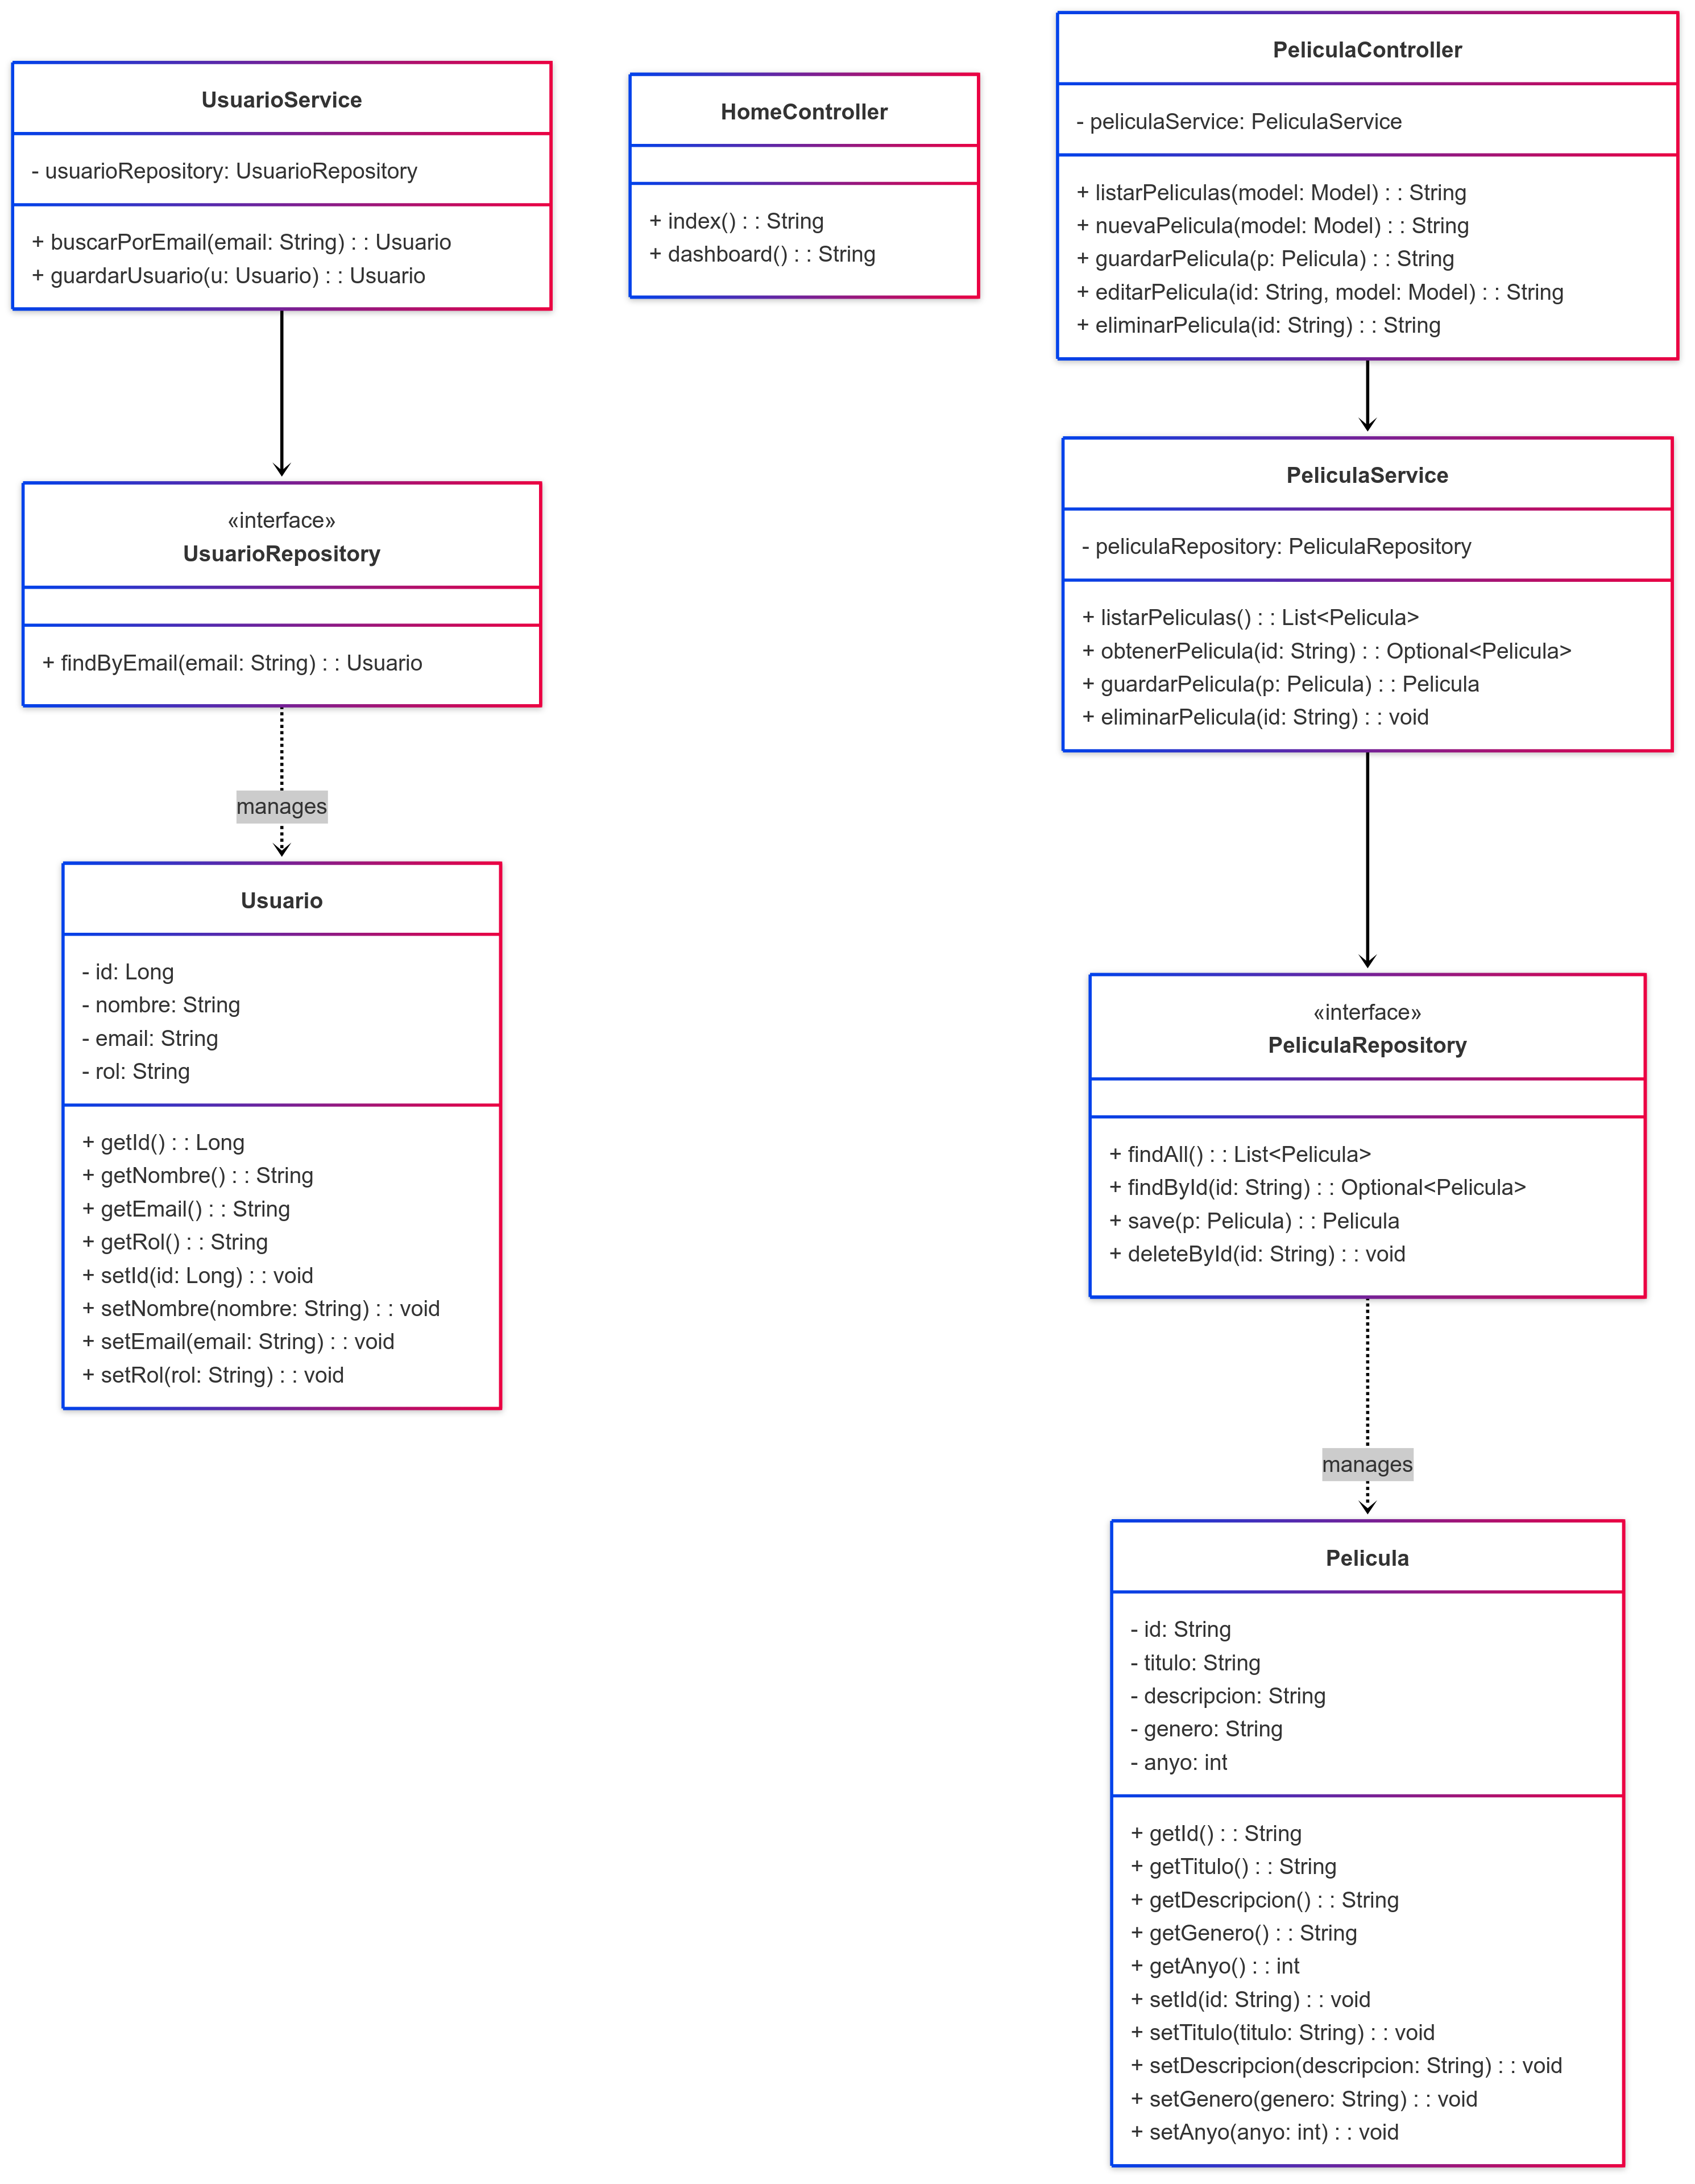 UsuarioService
- usuarioRepository: UsuarioRepository
+ buscarPorEmail(email: String) : : Usuario
+ guardarUsuario(u: Usuario) : : Usuario
«interface»
UsuarioRepository
+ findByEmail(email: String) : : Usuario
manages
Usuario
- id: Long
- nombre: String
- email: String
- rol: String
+ getId() : : Long
+ getNombre() : : String
+ getEmail() : : String
+ getRol() : : String
+ setId(id: Long) : : void
+ setNombre(nombre: String) : : void
+ setEmail(email: String) : : void
+ setRol(rol: String) : : void
HomeController
+ index() : : String
+ dashboard() : : String
PeliculaController
- peliculaService: PeliculaService
+ listarPeliculas(model: Model) : : String
+ nuevaPelicula(model: Model) : : String
+ guardarPelicula(p: Pelicula) : : String
+ editarPelicula(id: String, model: Model) : : String
+ eliminarPelicula(id: String) : : String
PeliculaService
- peliculaRepository: PeliculaRepository
+ listarPeliculas() : : List<Pelicula>
+ obtenerPelicula(id: String) : : Optional<Pelicula>
+ guardarPelicula(p: Pelicula) : : Pelicula
+ eliminarPelicula(id: String) : : void
«interface»
PeliculaRepository
+ findAll() : : List<Pelicula>
+ findById(id: String) : : Optional<Pelicula>
+ save(p: Pelicula) : : Pelicula
+ deleteById(id: String) : : void
manages
Pelicula
- id: String
- titulo: String
- descripcion: String
- genero: String
- anyo: int
+ getId() : : String
+ getTitulo() : : String
+ getDescripcion() : : String
+ getGenero() : : String
+ getAnyo() : : int
+ setId(id: String) : : void
+ setTitulo(titulo: String) : : void
+ setDescripcion(descripcion: String) : : void
+ setGenero(genero: String) : : void
+ setAnyo(anyo: int) : : void